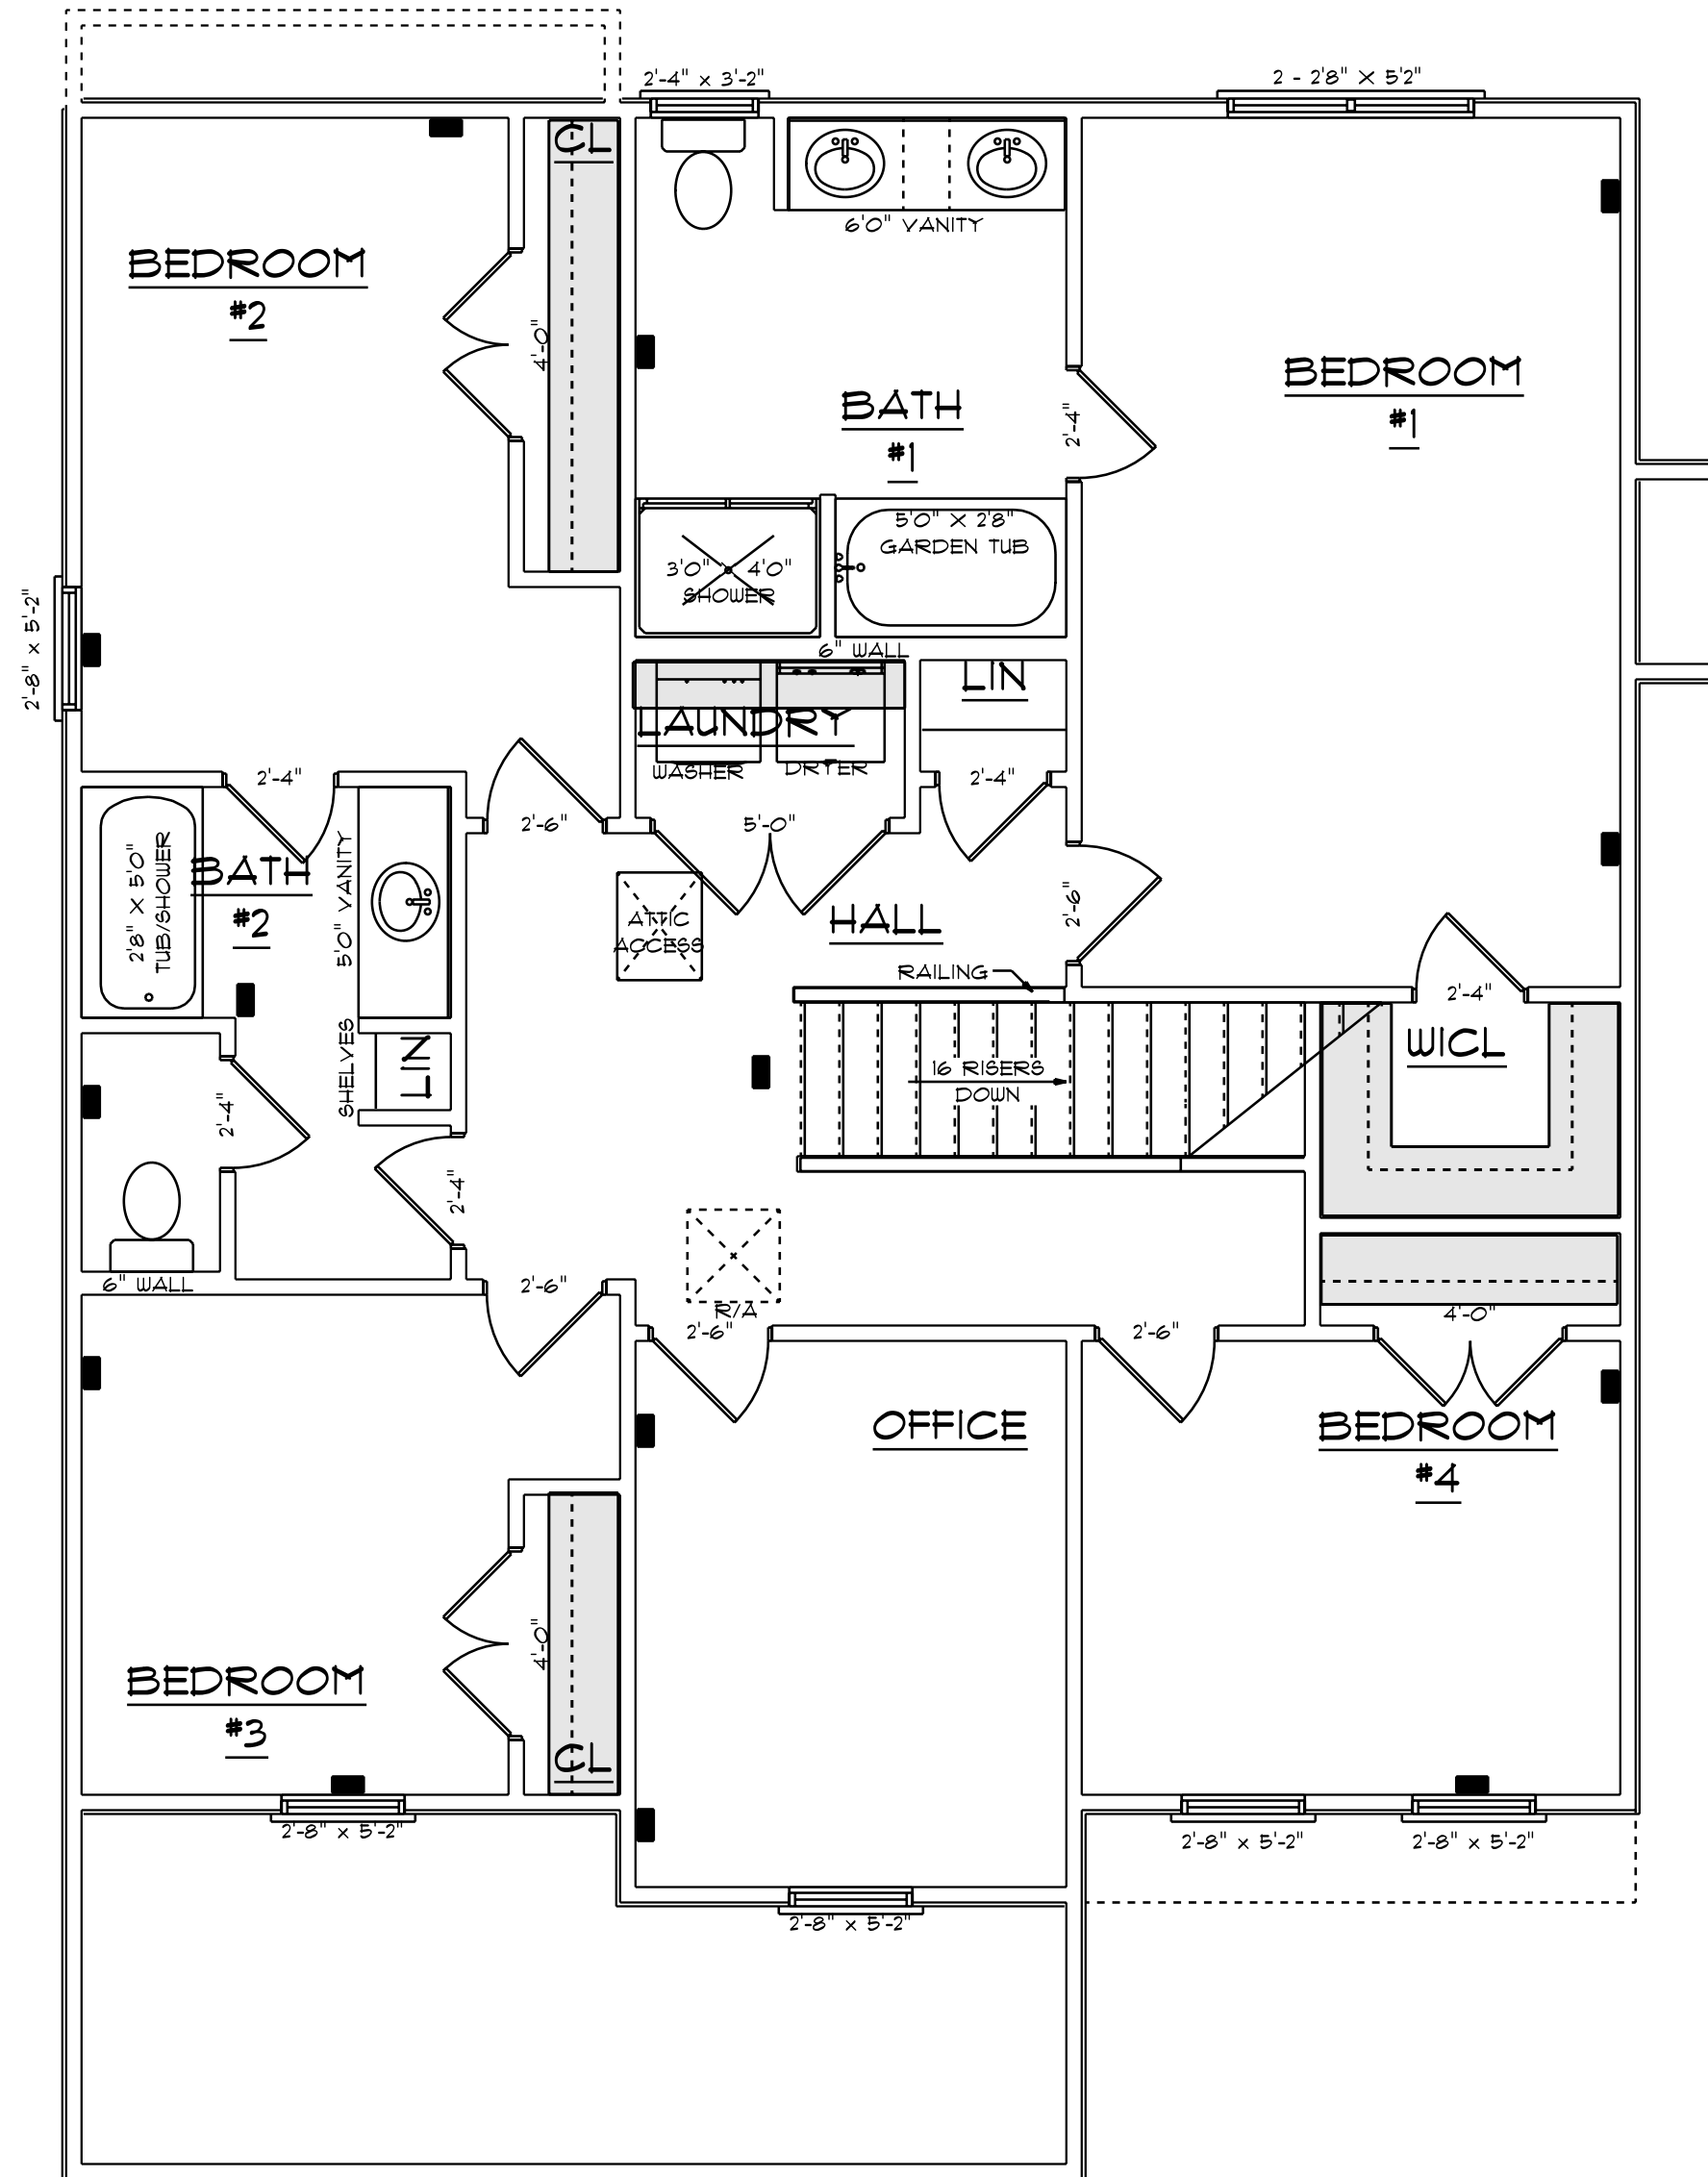 2'-4" x 3'-2"
2 - 2'8" X 5'2"
CL
6'0" VANITY
BEDROOM
#2
4'-0"
BEDROOM
#1
BATH
#1
2'-4"
5'0" X 2'8"
GARDEN TUB
3'0" 4'0"
SHOWER
2'-8" x 5'-2"
6" WALL
LIN
LAUNDRY
WASHER DRYER
2'-4"
2'-4"
2'-6"
5'-0"
2'8" X 5'0"
TUB/SHOWER
BATH
#2
5'0" VANITY
ATTIC
ACCESS
HALL
2'-6"
RAILING
2'-4"
WICL
SHELVES
LIN
16 RISERS
DOWN
2'-4"
2'-4"
6" WALL
2'-6"
R/A
2'-6"
2'-6"
4'-0"
OFFICE
BEDROOM
#4
4'-0"
BEDROOM
#3
CL
2'-8" x 5'-2"
2'-8" x 5'-2"
2'-8" x 5'-2"
2'-8" x 5'-2"